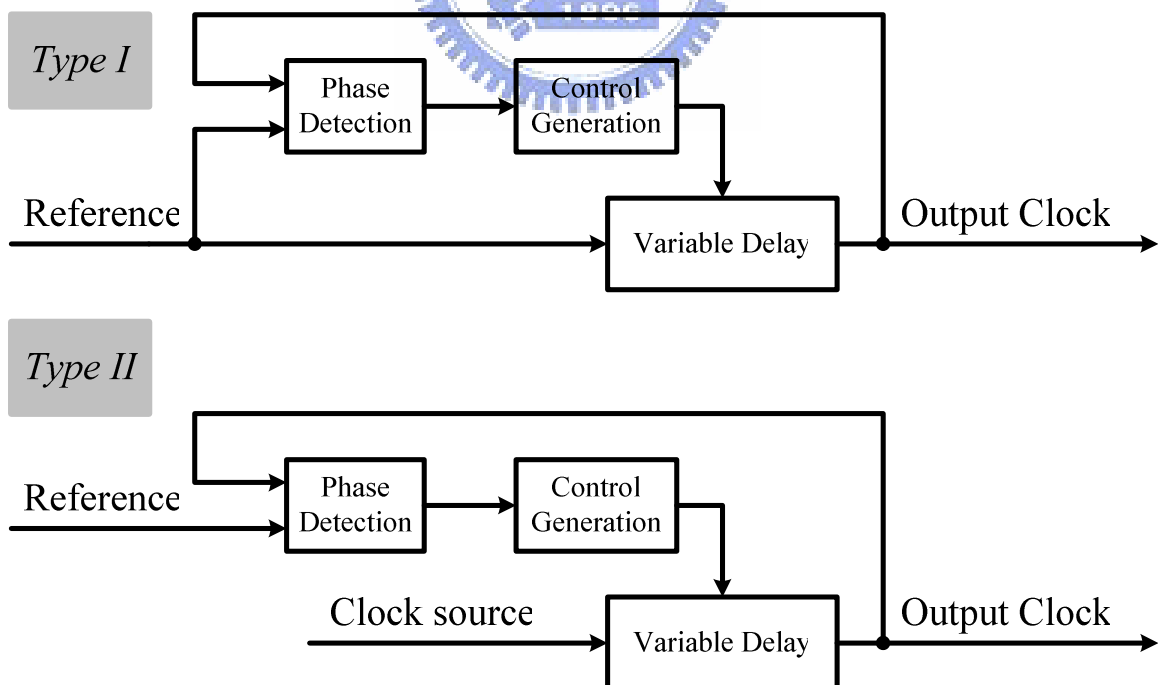 Type I
Phase
Detection
Control
Generation
Reference
Variable Delay
Output Clock
Type II
Phase
Detection
Control
Generation
Reference
Clock source
Variable Delay
Output Clock
1896